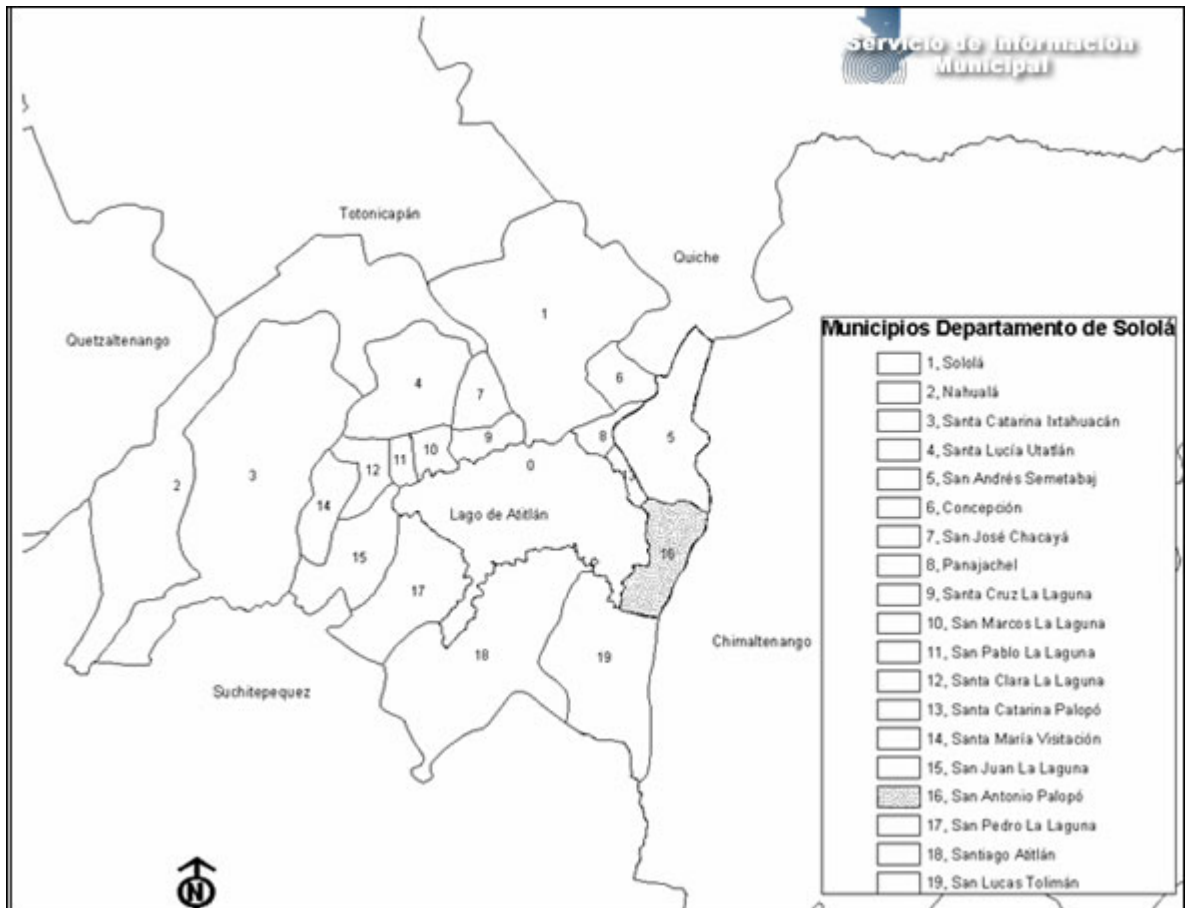 Servicio de Información
Municipal
Totonicapán
Quiche
Quetzaltenango
1
6
4
7
5
8
9
10
11
12
0
2
3
14
Lago de Atitlán
16
15
17
18
19
Chimaltenango
Suchitepequez
N
Municipios Departamento de Sololá
1, Sololá
2, Nahualá
3, Santa Catarina Ixtahuacán
4, Santa Lucía Utatlán
5, San Andrés Semetabaj
6, Concepción
7, San José Chacayá
8, Panajachel
9, Santa Cruz La Laguna
10, San Marcos La Laguna
11, San Pablo La Laguna
12, Santa Clara La Laguna
13, Santa Catarina Palopó
14, Santa María Visitación
15, San Juan La Laguna
16, San Antonio Palopó
17, San Pedro La Laguna
18, Santiago Atitlán
19, San Lucas Tolimán